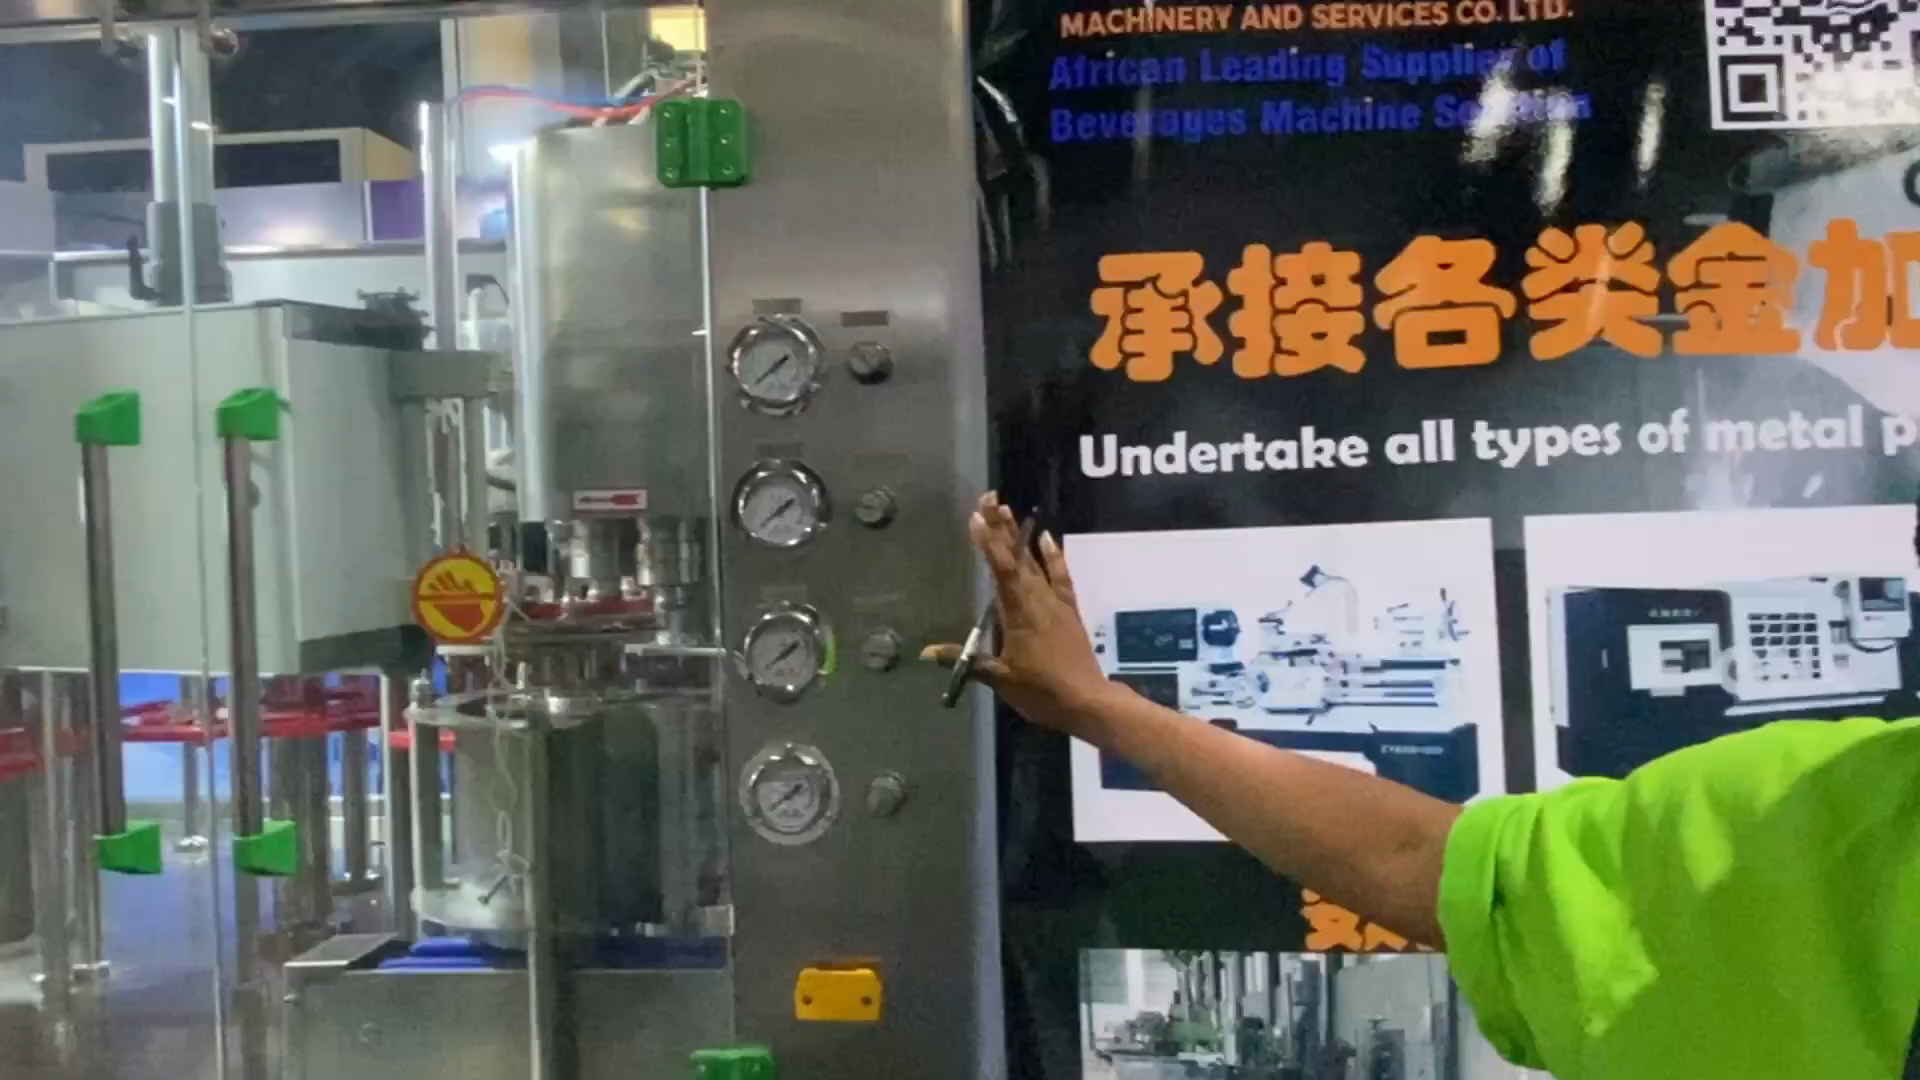 MACHINERY AND SERVICES CO. LTD.
African Leading Supplier of
Beverages Machine Solution
承接各类金加
Undertake all types of metal p